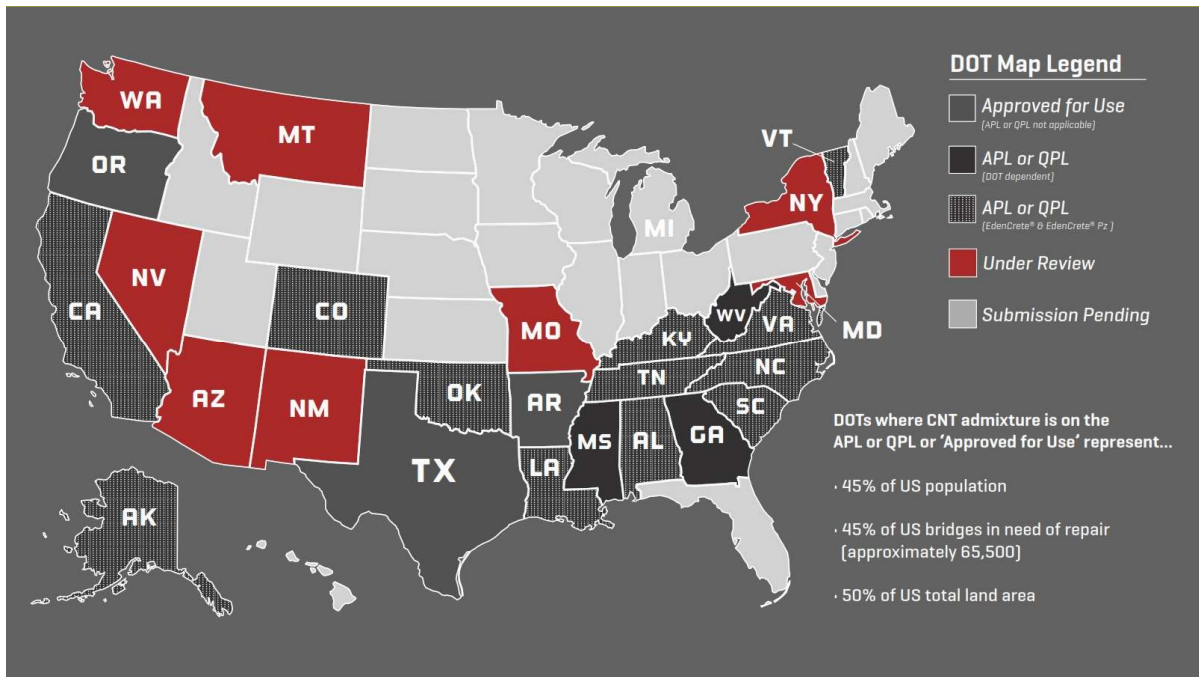 DOT Map Legend
Approved for Use
(APL or QPL not applicable)
APL or QPL
(DOT dependent)
APL or QPL
(EdenCrete® & EdenCrete® Pz )
Under Review
Submission Pending
WA
MT
OR
VT
NY
MI
NV
CA
CO
MO
KY
WV
VA
MD
AZ
NM
OK
AR
TN
NC
SC
MS
AL
GA
TX
LA
AK
DOTs where CNT admixture is on the
APL or QPL or ‘Approved for Use’ represent...
· 45% of US population
· 45% of US bridges in need of repair
(approximately 65,500)
· 50% of US total land area